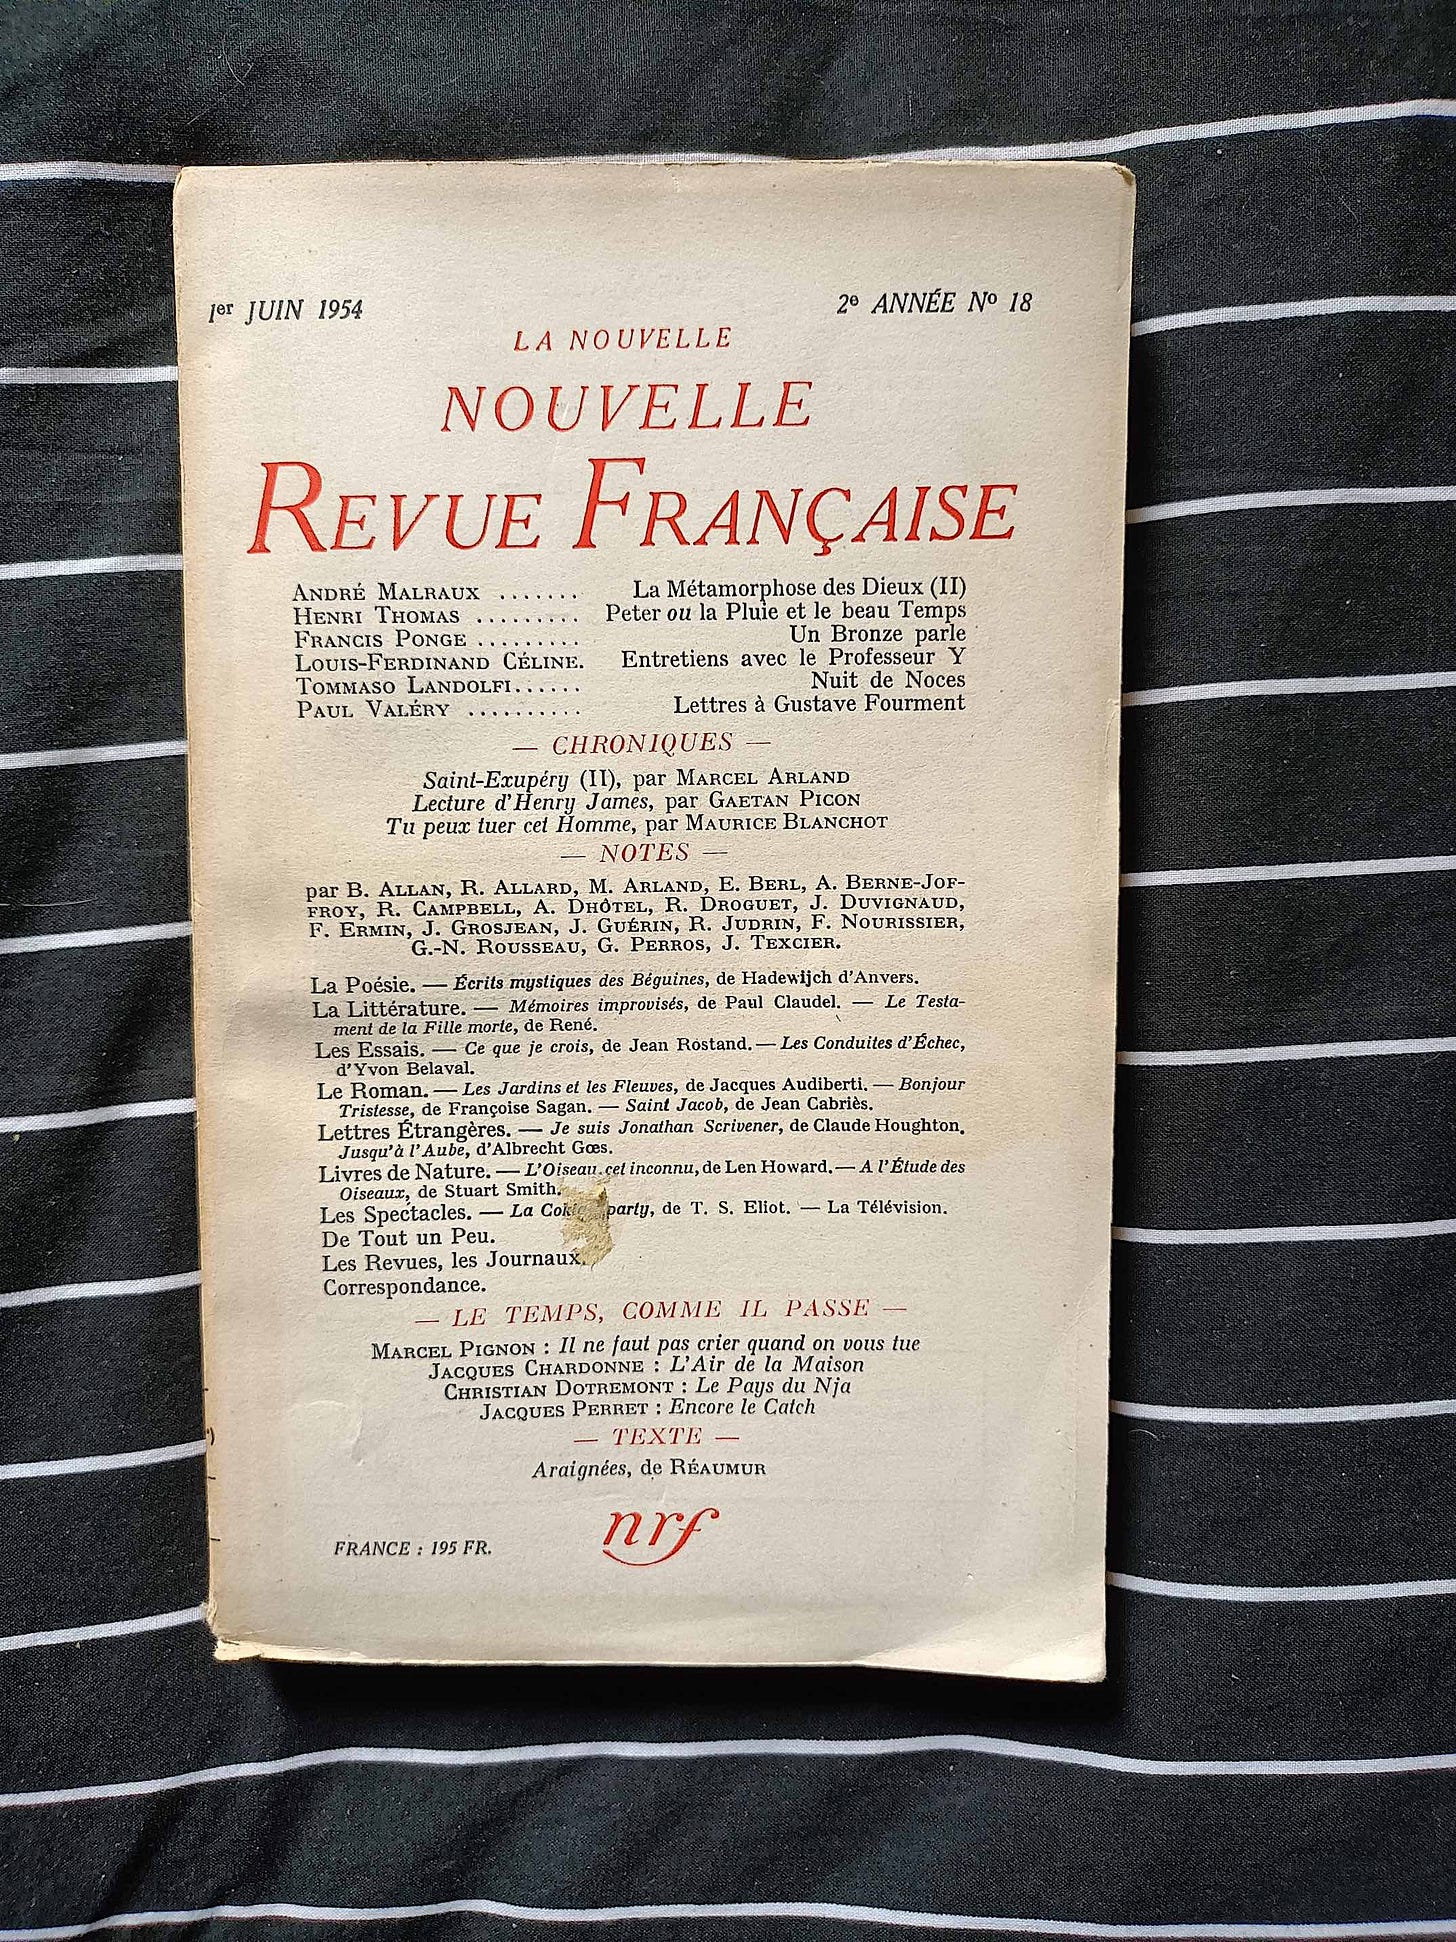 1er JUIN 1954
2e ANNÉE No 18
LA NOUVELLE
NOUVELLE
REVUE FRANÇAISE
ANDRÉ MALRAUX ....... La Métamorphose des Dieux (II)
HENRI THOMAS ......... Peter ou la Pluie et le beau Temps
FRANCIS PONGE ......... Un Bronze parle
LOUIS-FERDINAND CÉLINE. Entretiens avec le Professeur Y
TOMMASO LANDOLFI...... Nuit de Noces
PAUL VALÉRY .......... Lettres à Gustave Fourment
— CHRONIQUES —
Saint-Exupéry (II), par MARCEL ARLAND
Lecture d'Henry James, par GAETAN PICON
Tu peux tuer cet Homme, par MAURICE BLANCHOT
— NOTES —
par B. ALLAN, R. ALLARD, M. ARLAND, E. BERL, A. BERNE-JOF-
FROY, R. CAMPBELL, A. DHÔTEL, R. DROGUET, J. DUVIGNAUD,
F. ERMIN, J. GROSJEAN, J. GUÉRIN, R. JUDRIN, F. NOURISSIER,
G.-N. ROUSSEAU, G. PERROS, J. TEXCIER.
La Poésie. — Écrits mystiques des Béguines, de Hadewijch d'Anvers.
La Littérature. — Mémoires improvisés, de Paul Claudel. — Le Testa-
ment de la Fille morte, de René.
Les Essais. — Ce que je crois, de Jean Rostand. — Les Conduites d'Échec,
d'Yvon Belaval.
Le Roman. — Les Jardins et les Fleuves, de Jacques Audiberti. — Bonjour
Tristesse, de Françoise Sagan. — Saint Jacob, de Jean Cabriès.
Lettres Étrangères. — Je suis Jonathan Scrivener, de Claude Houghton.
Jusqu'à l'Aube, d'Albrecht Gœs.
Livres de Nature. — L'Oiseau cet inconnu, de Len Howard. — A l'Étude des
Oiseaux, de Stuart Smith.
Les Spectacles. — La party, de T. S. Eliot. — La Télévision.
De Tout un Peu.
Les Revues, les Journaux.
Correspondance.
— LE TEMPS, COMME IL PASSE —
MARCEL PIGNON : Il ne faut pas crier quand on vous tue
JACQUES CHARDONNE : L'Air de la Maison
CHRISTIAN DOTREMONT : Le Pays du Nja
JACQUES PERRET : Encore le Catch
— TEXTE —
Araignées, de RÉAUMUR
nrf
FRANCE : 195 FR.